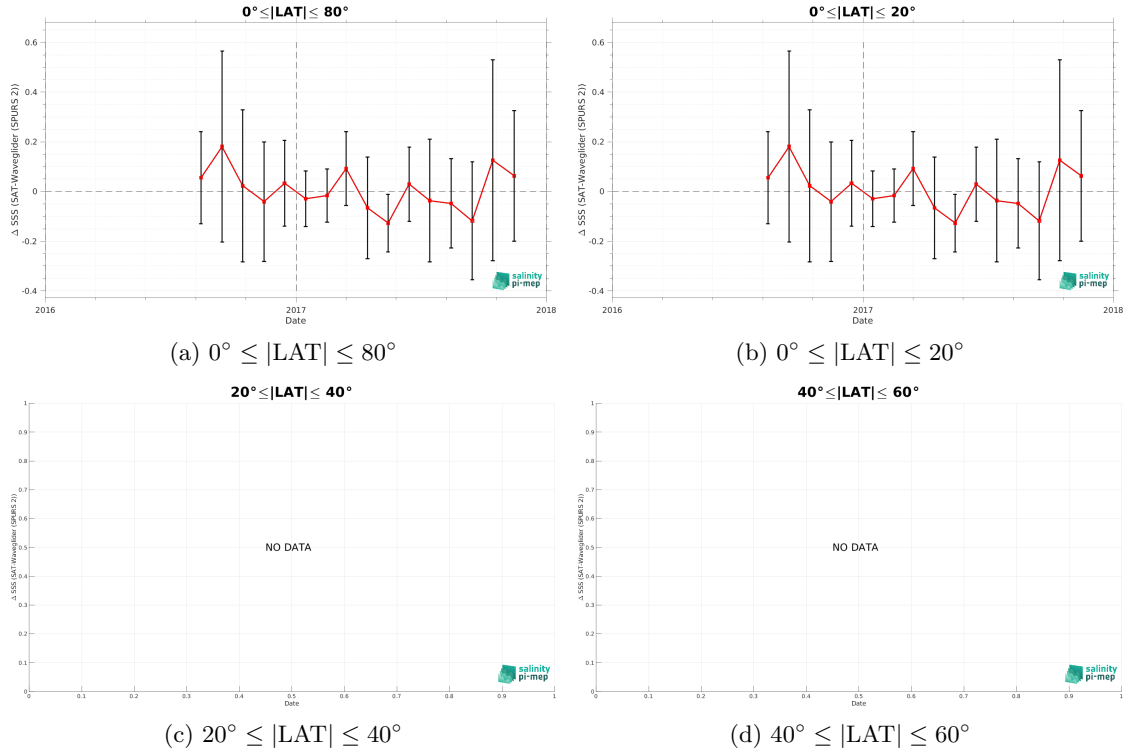 0°≤|LAT|≤ 80°
0.6
0.4
0.2
0
-0.2
-0.4
Δ SSS (SAT-Waveglider (SPURS 2))
2016
2017
2018
Date
salinity
pi-mep
(a) 0° ≤ |LAT| ≤ 80°
0°≤|LAT|≤ 20°
0.6
0.4
0.2
0
-0.2
-0.4
Δ SSS (SAT-Waveglider (SPURS 2))
2016
2017
2018
Date
salinity
pi-mep
(b) 0° ≤ |LAT| ≤ 20°
20°≤|LAT|≤ 40°
1
0.9
0.8
0.7
0.6
0.5
0.4
0.3
0.2
0.1
0
Δ SSS (SAT-Waveglider (SPURS 2))
NO DATA
0 0.1 0.2 0.3 0.4 0.5 0.6 0.7 0.8 0.9 1
Date
salinity
pi-mep
(c) 20° ≤ |LAT| ≤ 40°
40°≤|LAT|≤ 60°
1
0.9
0.8
0.7
0.6
0.5
0.4
0.3
0.2
0.1
0
Δ SSS (SAT-Waveglider (SPURS 2))
NO DATA
0 0.1 0.2 0.3 0.4 0.5 0.6 0.7 0.8 0.9 1
Date
salinity
pi-mep
(d) 40° ≤ |LAT| ≤ 60°